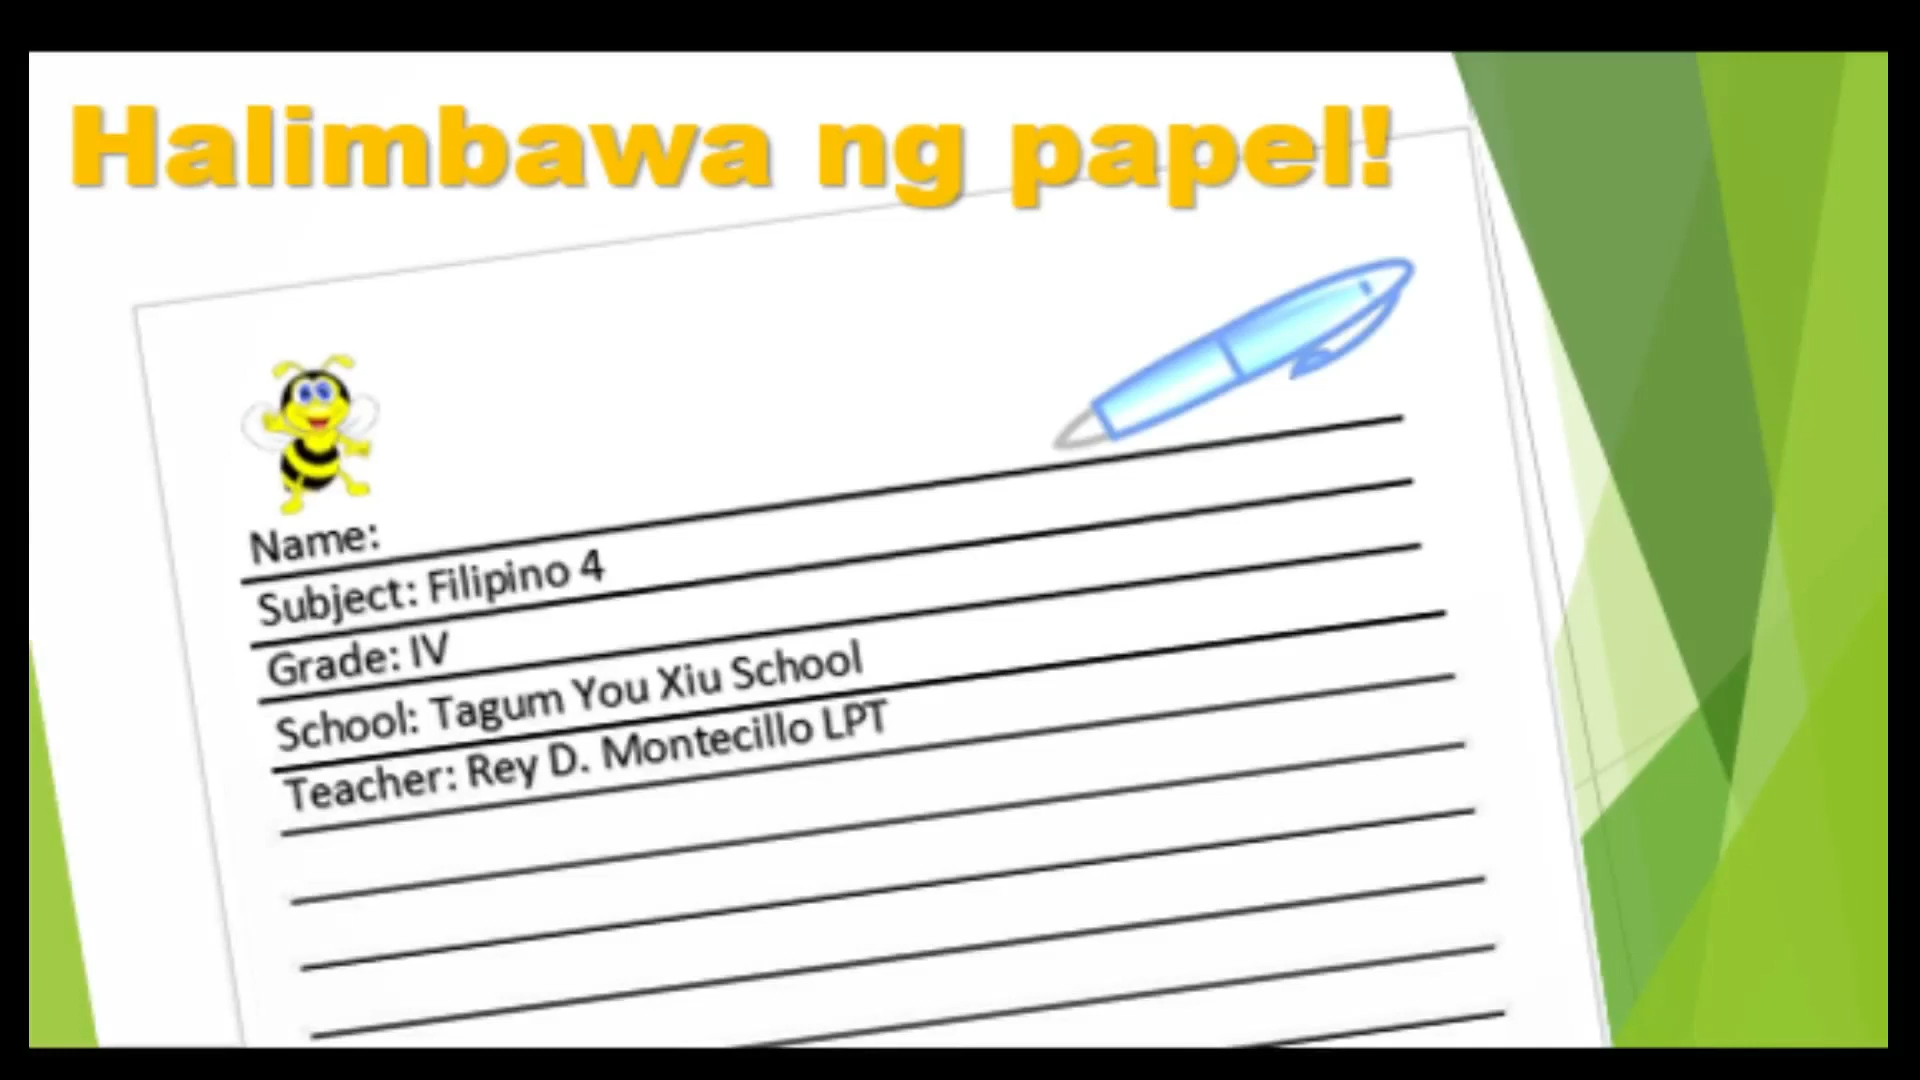 Halimbawa ng papel!
Name:
Subject: Filipino 4
Grade: IV
School: Tagum You Xiu School
Teacher: Rey D. Montecillo LPT